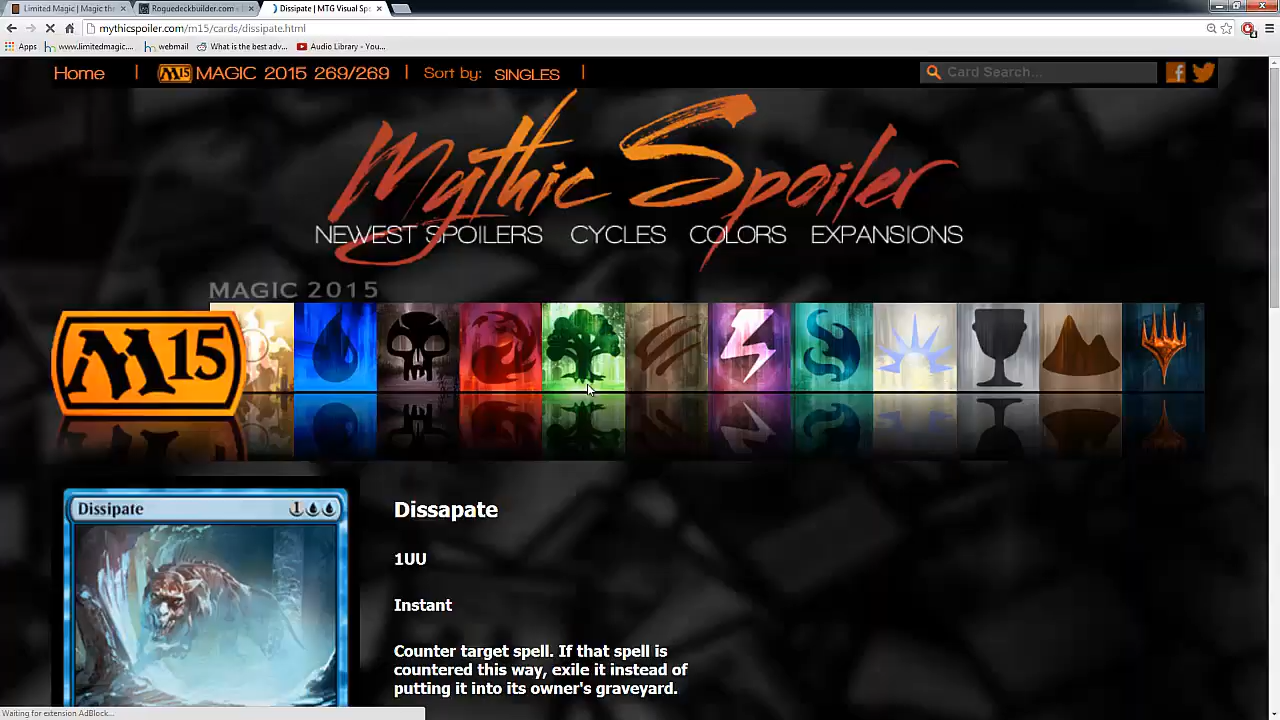 Limited Magic | Magic th
Roguedeckbuilder.com -
Dissipate | MTG Visual Sp
mythicspoiler.com/m15/cards/dissipate.html
Apps
www.limitedmagic....
webmail
What is the best adv...
Audio Library - You...
Home
M15
MAGIC 2015 269/269
Sort by:
SINGLES
Card Search...
Mythic Spoiler
NEWEST SPOILERS
CYCLES
COLORS
EXPANSIONS
MAGIC 2015
M15
Dissipate
1
Dissapate
1UU
Instant
Counter target spell. If that spell is
countered this way, exile it instead of
putting it into its owner's graveyard.
Waiting for extension AdBlock...